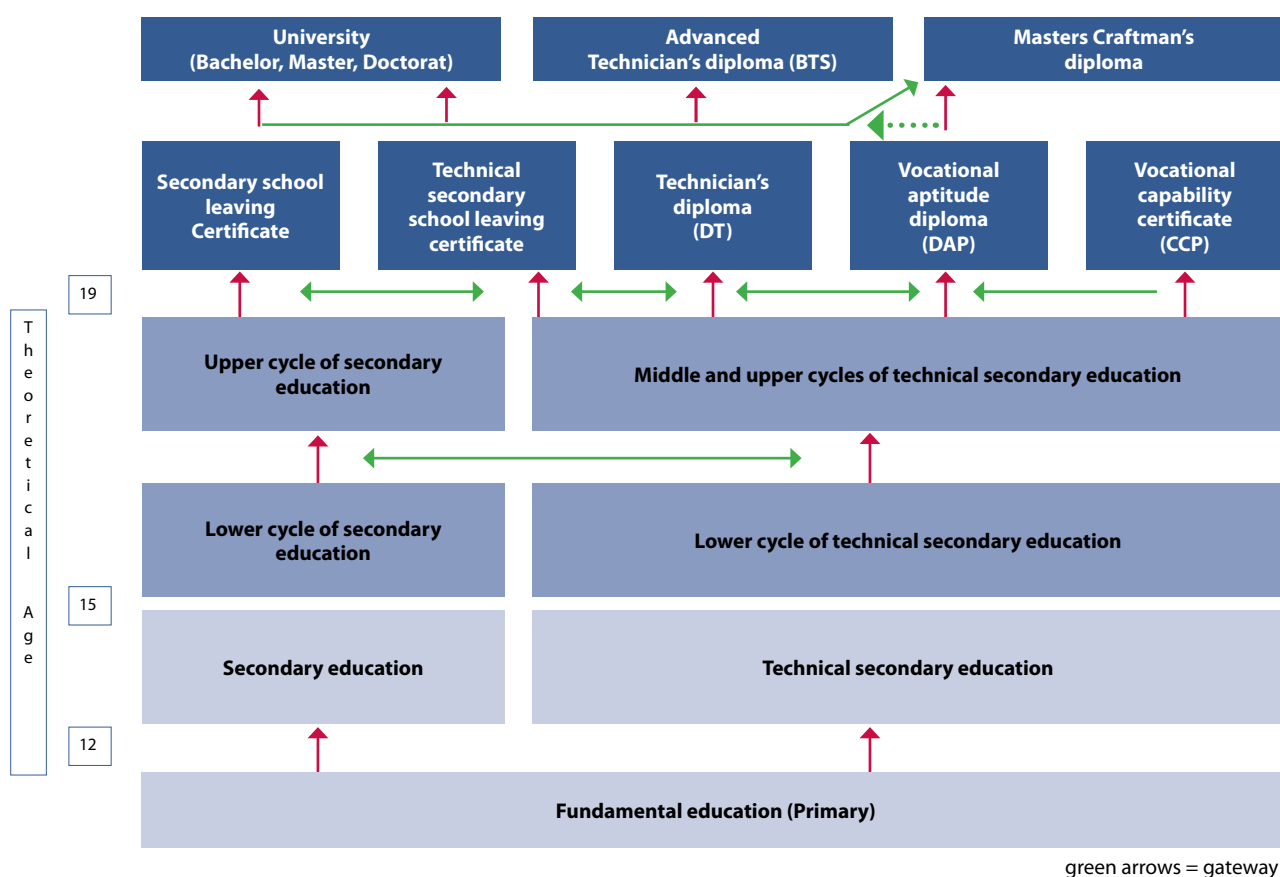 University
(Bachelor, Master, Doctorat)
Advanced
Technician's diploma (BTS)
Masters Craftman's
diploma
Secondary school
leaving
Certificate
Technical
secondary
school leaving
certificate
Technician's
diploma
(DT)
Vocational
aptitude
diploma
(DAP)
Vocational
capability
certificate
(CCP)
19
Theoretical Age
Upper cycle of secondary
education
Middle and upper cycles of technical secondary education
Lower cycle of secondary
education
Lower cycle of technical secondary education
15
Secondary education
Technical secondary education
12
Fundamental education (Primary)
green arrows = gateway